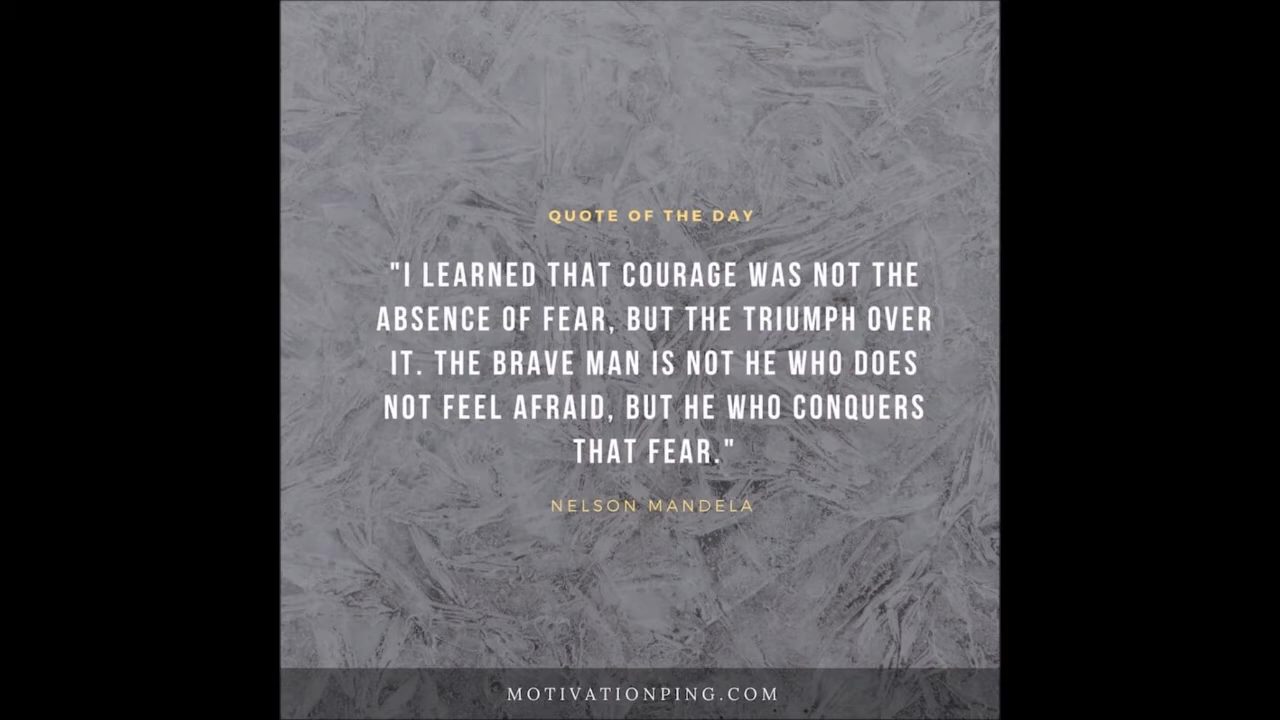 QUOTE OF THE DAY
"I LEARNED THAT COURAGE WAS NOT THE
ABSENCE OF FEAR, BUT THE TRIUMPH OVER
IT. THE BRAVE MAN IS NOT HE WHO DOES
NOT FEEL AFRAID, BUT HE WHO CONQUERS
THAT FEAR."
NELSON MANDELA
MOTIVATIONPING.COM